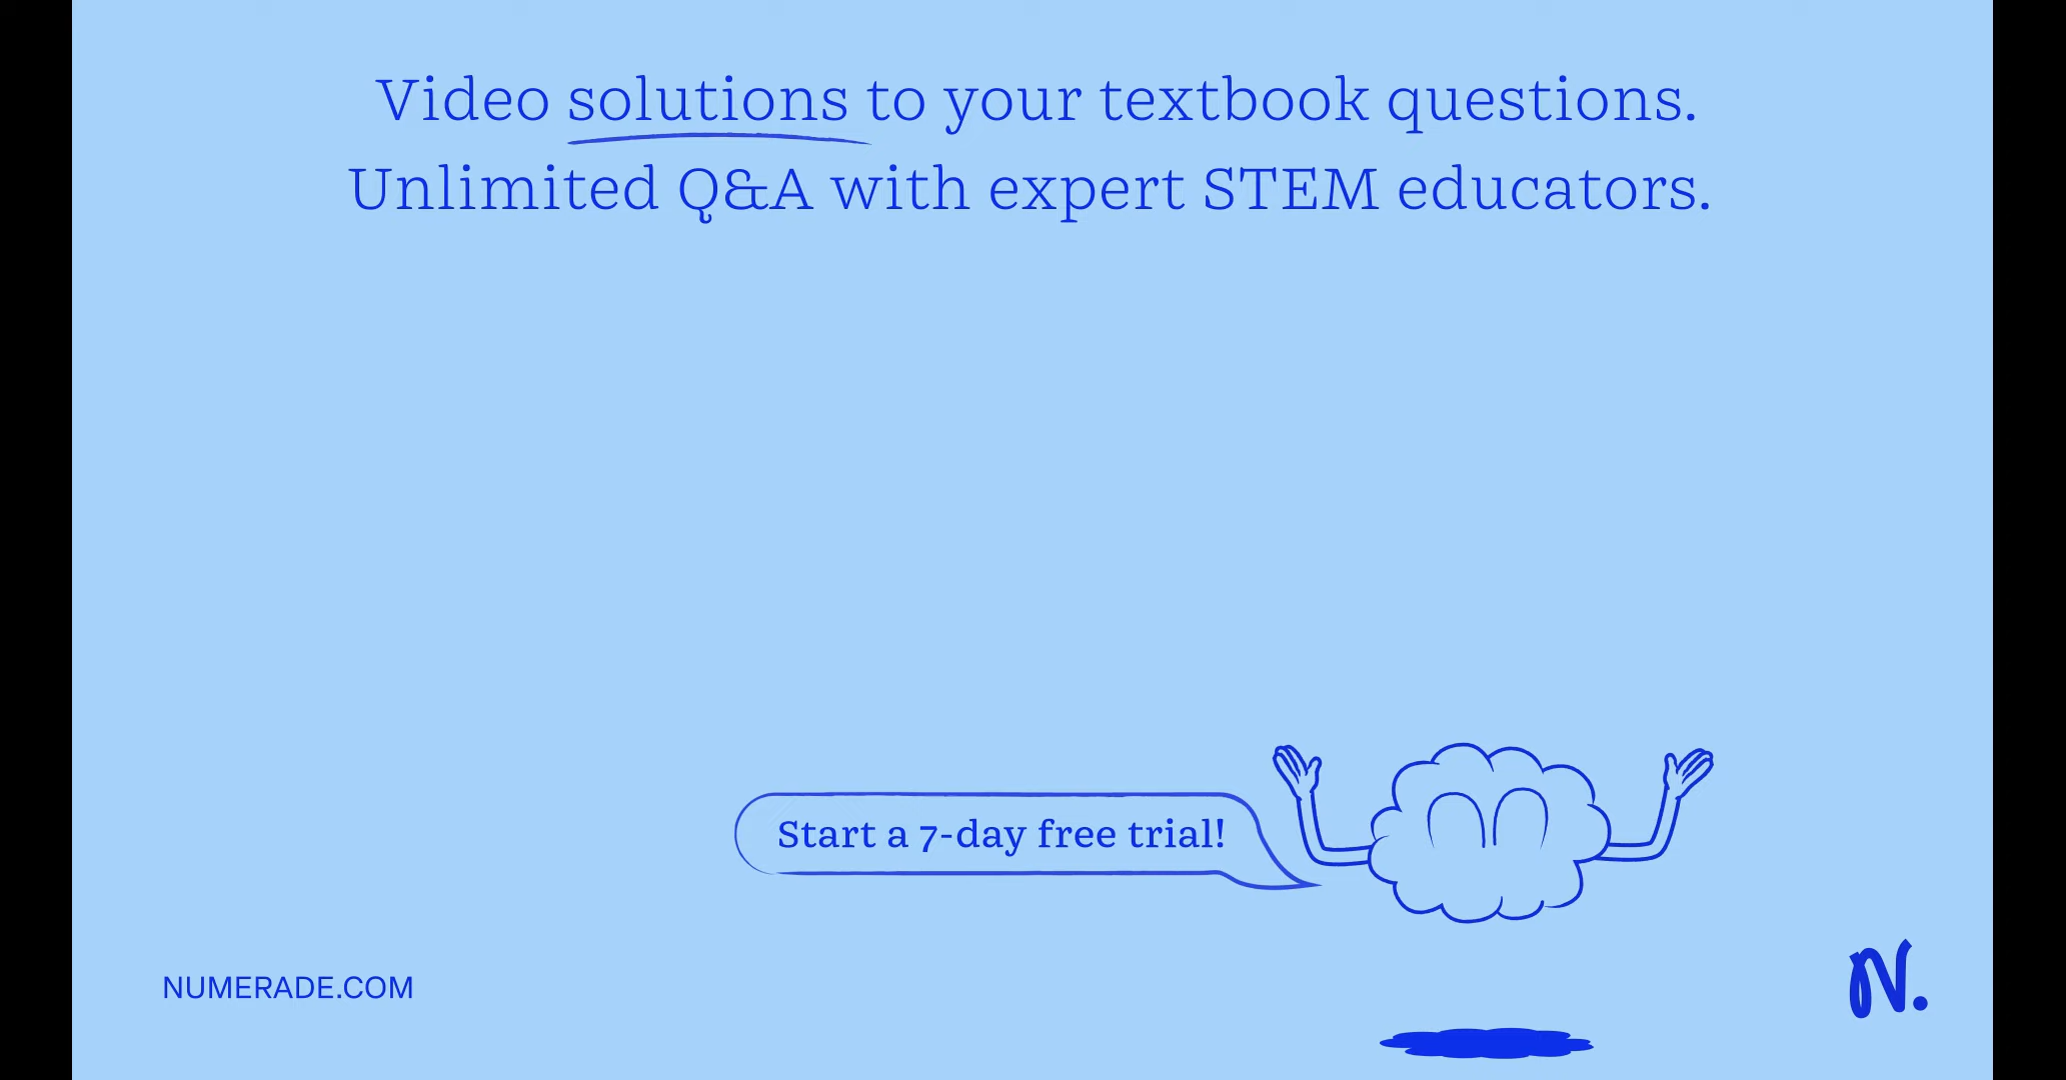 Video solutions to your textbook questions.
Unlimited Q&A with expert STEM educators.
Start a 7-day free trial!
NUMERADE.COM
N.